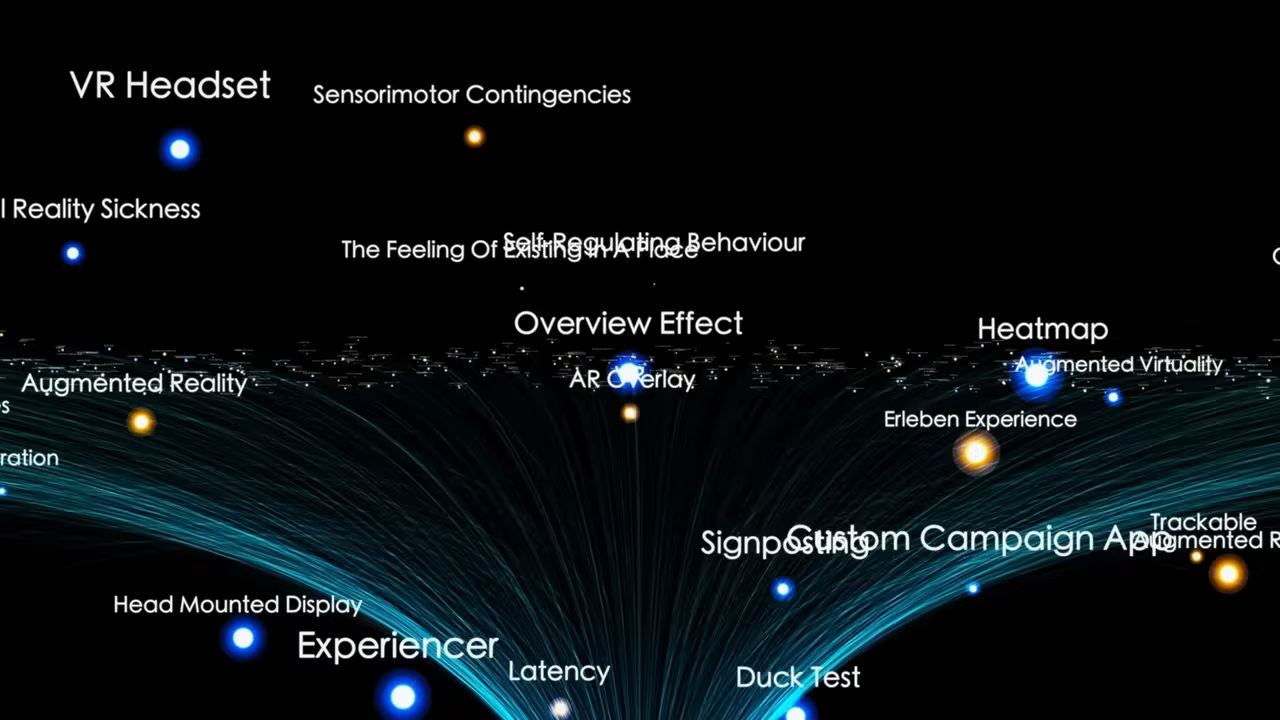 VR Headset
Sensorimotor Contingencies
l Reality Sickness
Self-Regulating Behaviour
The Feeling Of Existing In A Place
Overview Effect
Heatmap
Augmented Virtuality
AR Overlay
Augmented Reality
Erleben Experience
ration
Trackable
Custom Campaign App
Signposting
Augmented R
Head Mounted Display
Experiencer
Latency
Duck Test